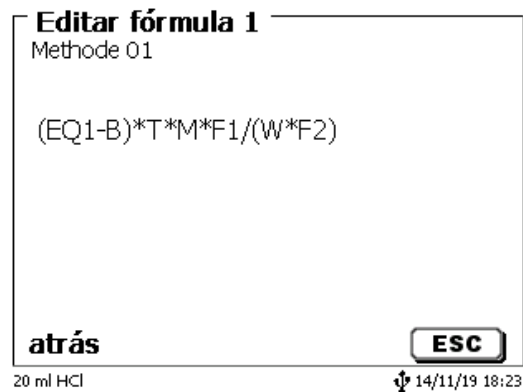 Editar fórmula 1
Methode 01
(EQ1-B)*T*M*F1/(W*F2)
atrás
ESC
20 ml HCl
14/11/19 18:23